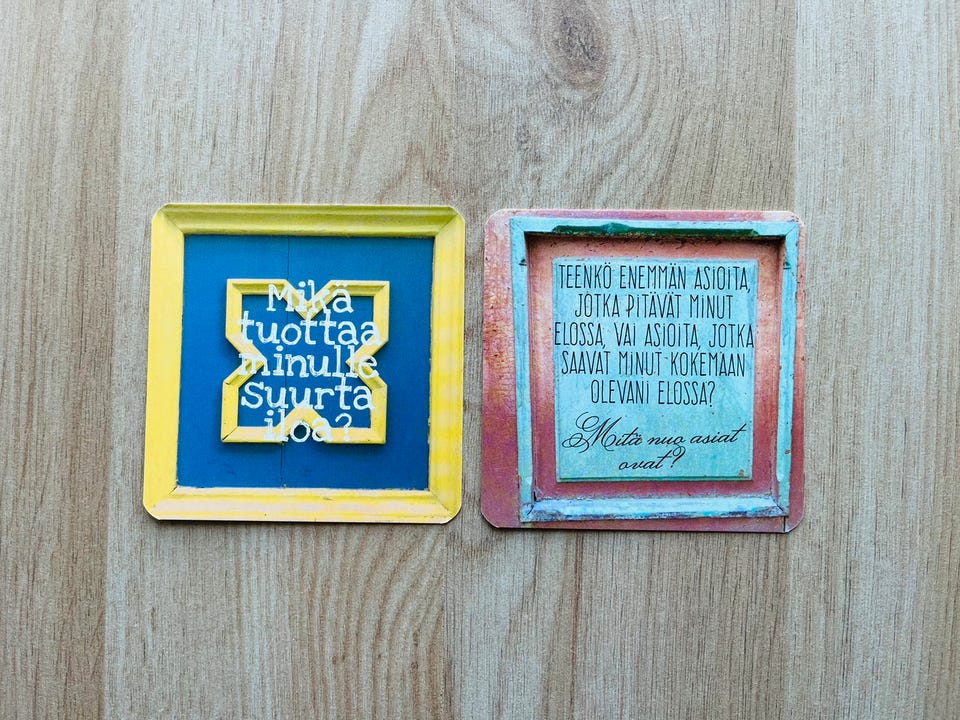 Mikä
tuottaa
minulle
suurta
iloa?
TEENKÖ ENEMMÄN ASIOITA,
JOTKA PITÄVÄT MINUT
ELOSSA, VAI ASIOITA, JOTKA
SAAVAT MINUT KOKEMAAN
OLEVANI ELOSSA?
Mitä nuo asiat
ovat?